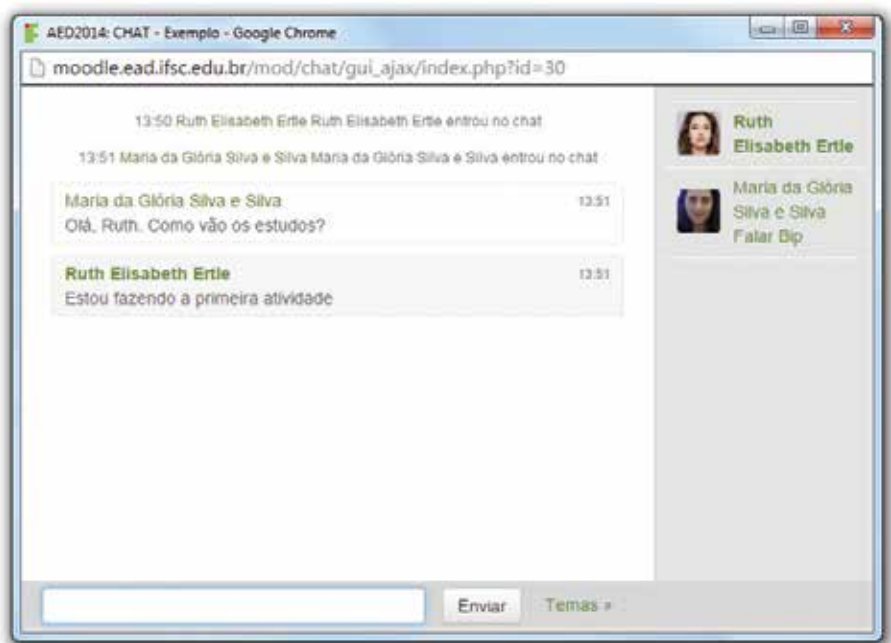 AED2014: CHAT - Exemplo - Google Chrome
moodle.ead.ifsc.edu.br/mod/chat/gui_ajax/index.php?id=30
13:50 Ruth Elisabeth Ertle Ruth Elisabeth Ertle entrou no chat
13:51 Maria da Glória Silva e Silva Maria da Glória Silva e Silva entrou no chat
Maria da Glória Silva e Silva 13:51
Olá, Ruth. Como vão os estudos?
Ruth Elisabeth Ertle 13:51
Estou fazendo a primeira atividade
Ruth
Elisabeth Ertle
Maria da Glória
Silva e Silva
Falar Bip
Enviar Temas »